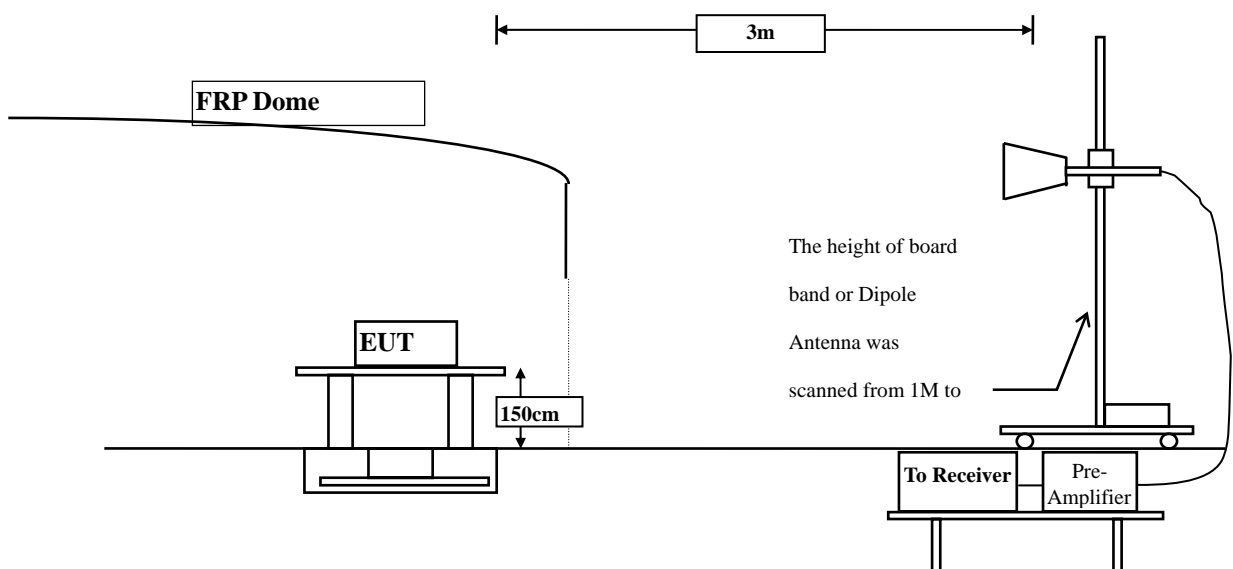 3m
FRP Dome
The height of board
band or Dipole
Antenna was
scanned from 1M to
EUT
150cm
To Receiver
Pre-
Amplifier